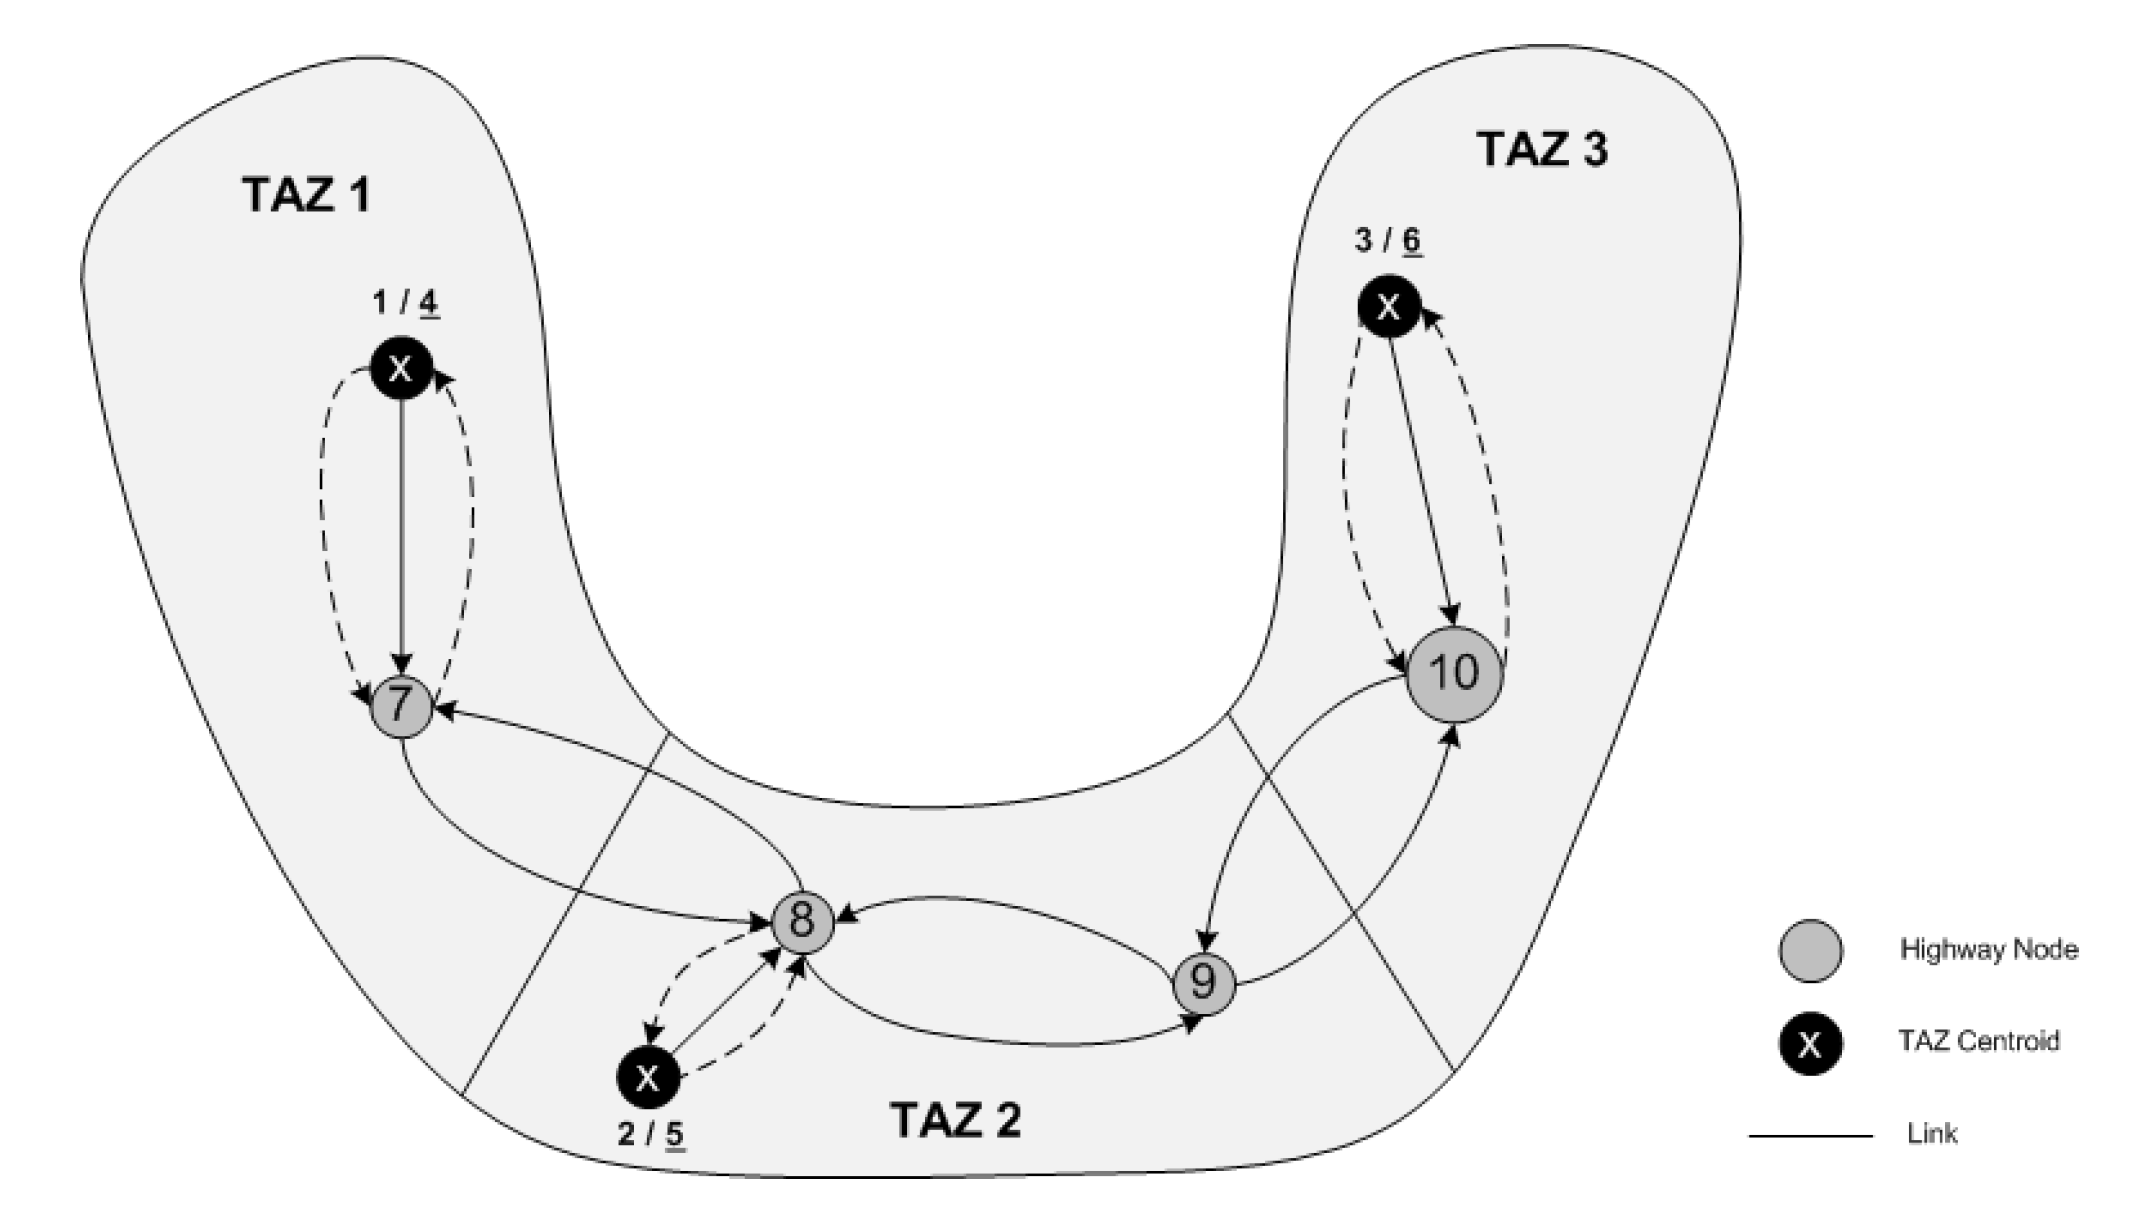 TAZ 1
TAZ 3
3 / 6
X
1 / 4
X
7
10
8
9
X
2 / 5
TAZ 2
Highway Node
X
TAZ Centroid
Link